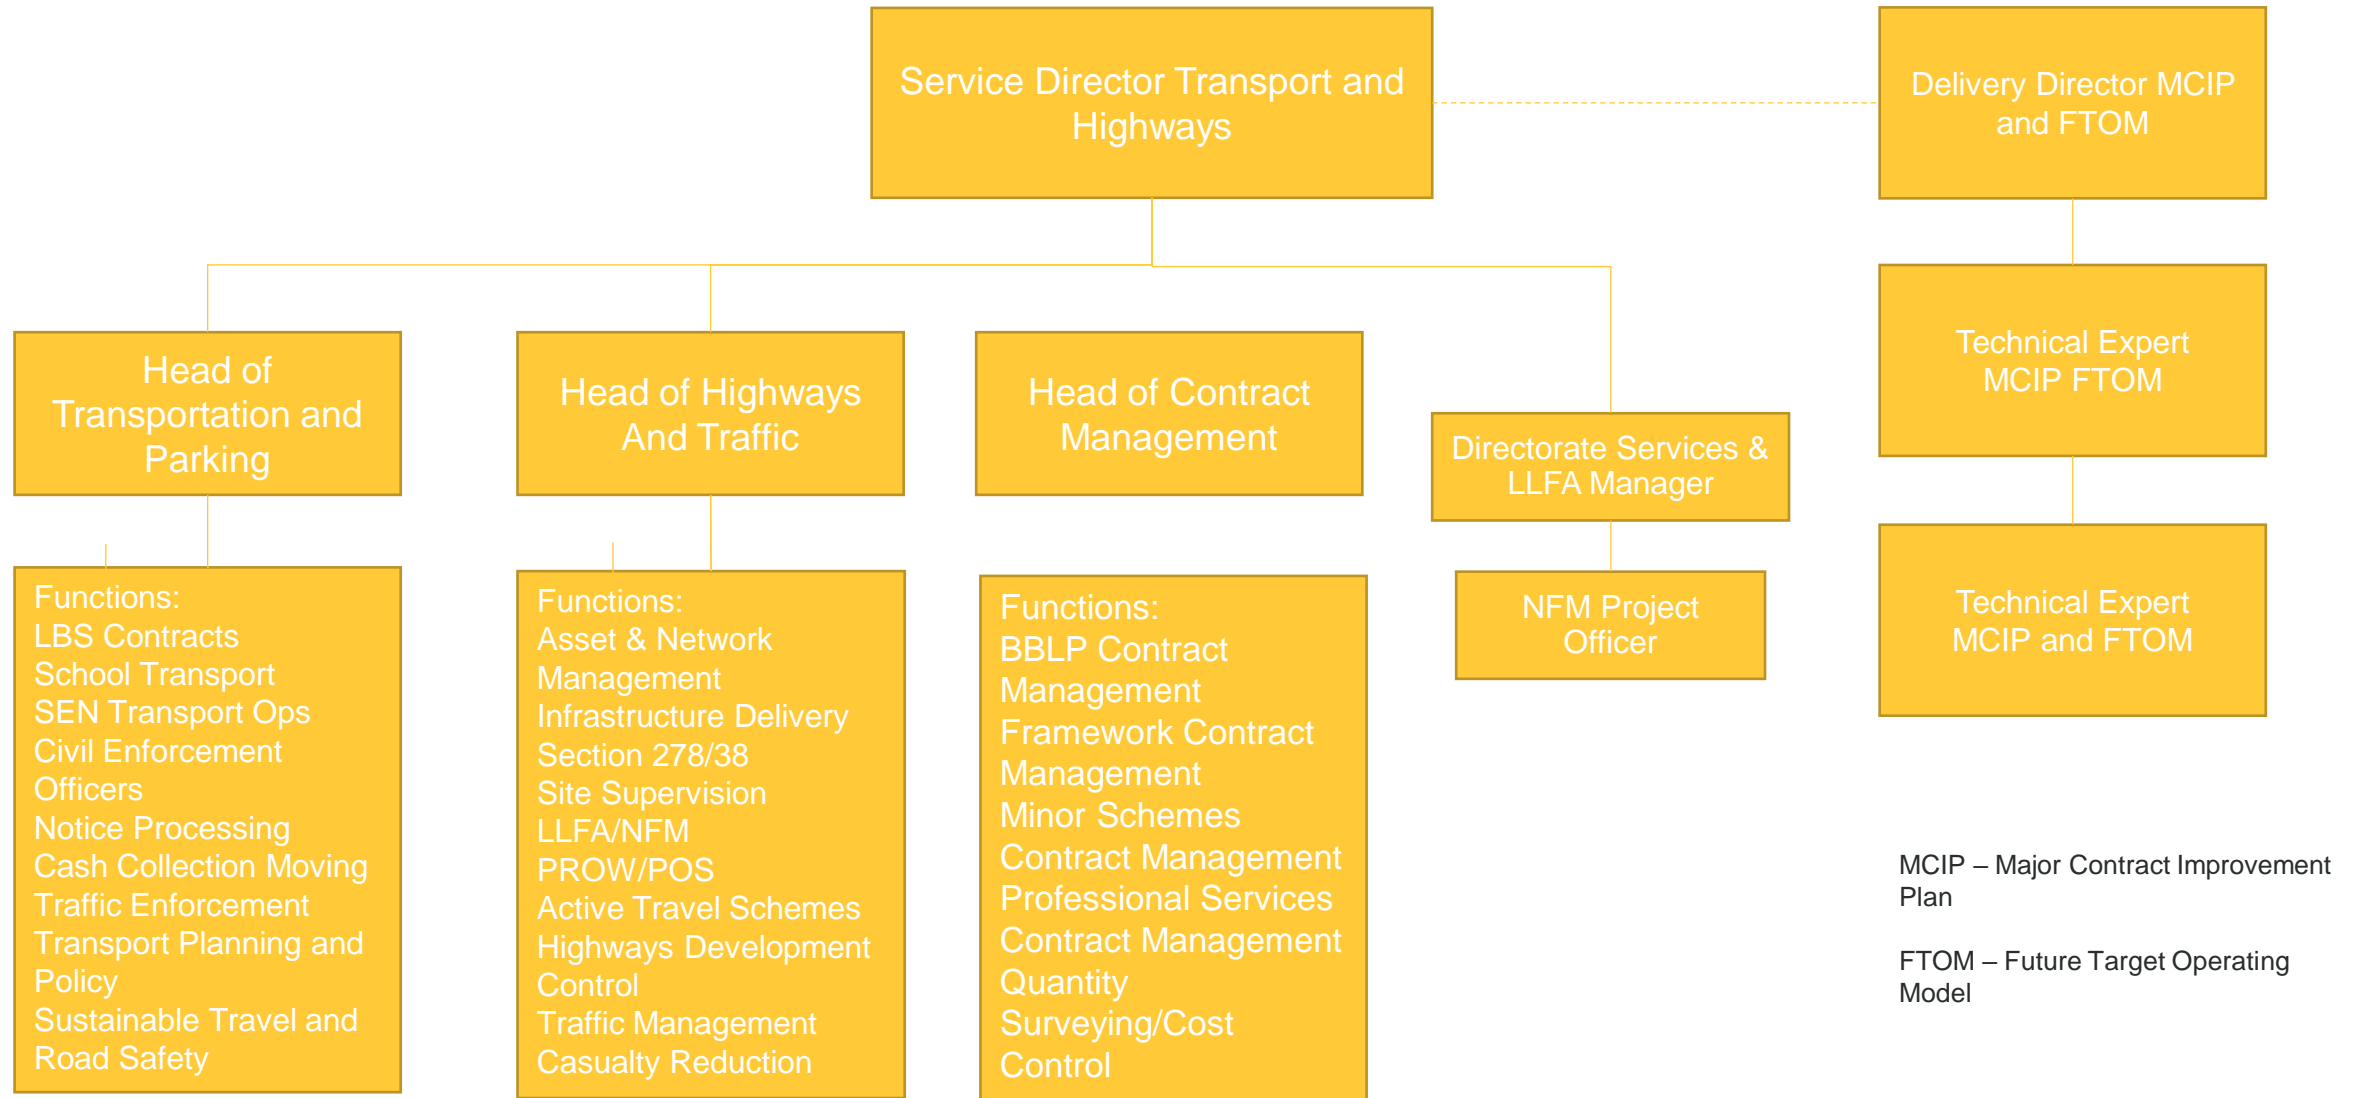 Service Director Transport and
Highways
Delivery Director MCIP
and FTOM
Head of
Transportation and
Parking
Head of Highways
And Traffic
Head of Contract
Management
Directorate Services &
LLFA Manager
Technical Expert
MCIP FTOM
Functions:
LBS Contracts
School Transport
SEN Transport Ops
Civil Enforcement
Officers
Notice Processing
Cash Collection Moving
Traffic Enforcement
Transport Planning and
Policy
Sustainable Travel and
Road Safety
Functions:
Asset & Network
Management
Infrastructure Delivery
Section 278/38
Site Supervision
LLFA/NFM
PROW/POS
Active Travel Schemes
Highways Development
Control
Traffic Management
Casualty Reduction
Functions:
BBLP Contract
Management
Framework Contract
Management
Minor Schemes
Contract Management
Professional Services
Contract Management
Quantity
Surveying/Cost
Control
NFM Project
Officer
Technical Expert
MCIP and FTOM
MCIP – Major Contract Improvement
Plan
FTOM – Future Target Operating
Model